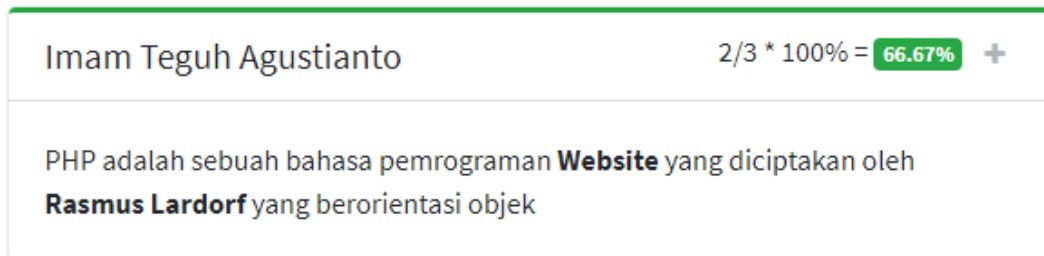 Imam Teguh Agustianto 2/3 * 100% = 66.67% +
PHP adalah sebuah bahasa pemrograman Website yang diciptakan oleh
Rasmus Lardorf yang berorientasi objek